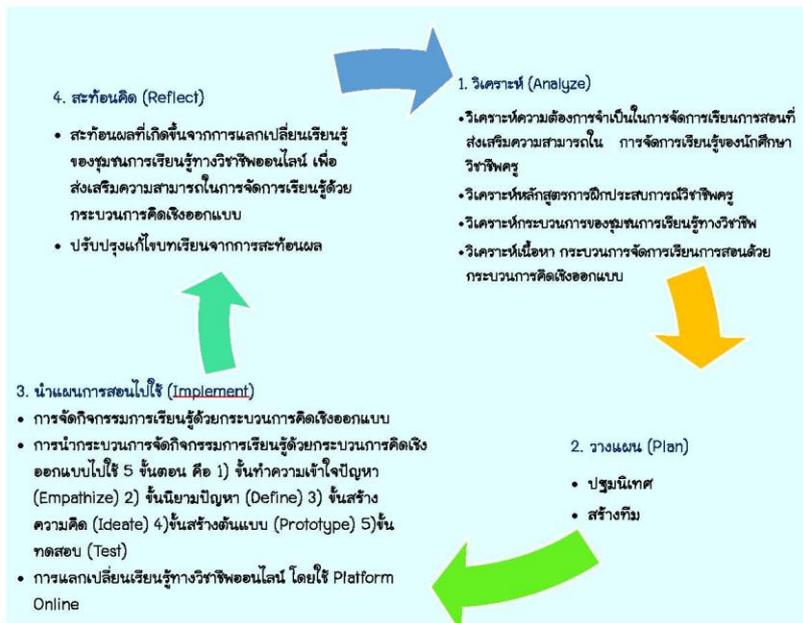 1. วิเคราะห์ (Analyze)
•วิเคราะห์ความต้องการจำเป็นในการจัดการเรียนการสอนที่
ส่งเสริมความสามารถใน การจัดการเรียนรู้ของนักศึกษา
วิชาชีพครู
•วิเคราะห์หลักสูตรการฝึกประสบการณ์วิชาชีพครู
•วิเคราะห์กระบวนการของชุมชนการเรียนรู้ทางวิชาชีพ
•วิเคราะห์เนื้อหา กระบวนการจัดการเรียนการสอนด้วย
กระบวนการคิดเชิงออกแบบ
2. วางแผน (Plan)
• ปฐมนิเทศ
• สร้างทีม
3. นำแผนการสอนไปใช้ (Implement)
• การจัดกิจกรรมการเรียนรู้ด้วยกระบวนการคิดเชิงออกแบบ
• การนำกระบวนการจัดกิจกรรมการเรียนรู้ด้วยกระบวนการคิดเชิง
ออกแบบไปใช้ 5 ขั้นตอน คือ 1) ขั้นทำความเข้าใจปัญหา
(Empathize) 2) ขั้นนิยามปัญหา (Define) 3) ขั้นสร้าง
ความคิด (Ideate) 4)ขั้นสร้างต้นแบบ (Prototype) 5)ขั้น
ทดสอบ (Test)
• การแลกเปลี่ยนเรียนรู้ทางวิชาชีพออนไลน์ โดยใช้ Platform
Online
4. สะท้อนคิด (Reflect)
• สะท้อนผลที่เกิดขึ้นจากการแลกเปลี่ยนเรียนรู้
ของชุมชนการเรียนรู้ทางวิชาชีพออนไลน์ เพื่อ
ส่งเสริมความสามารถในการจัดการเรียนรู้ด้วย
กระบวนการคิดเชิงออกแบบ
• ปรับปรุงแก้ไขบทเรียนจากการสะท้อนผล